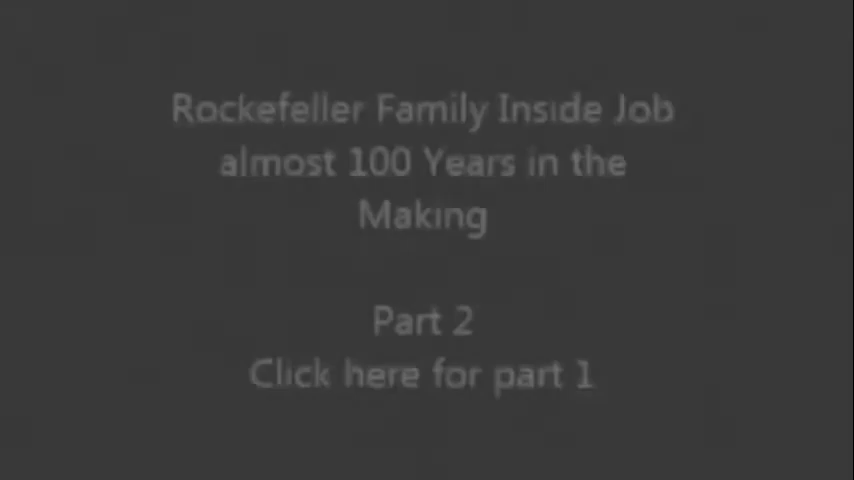 Rockefeller Family Inside Job
almost 100 Years in the
Making
Part 2
Click here for part 1